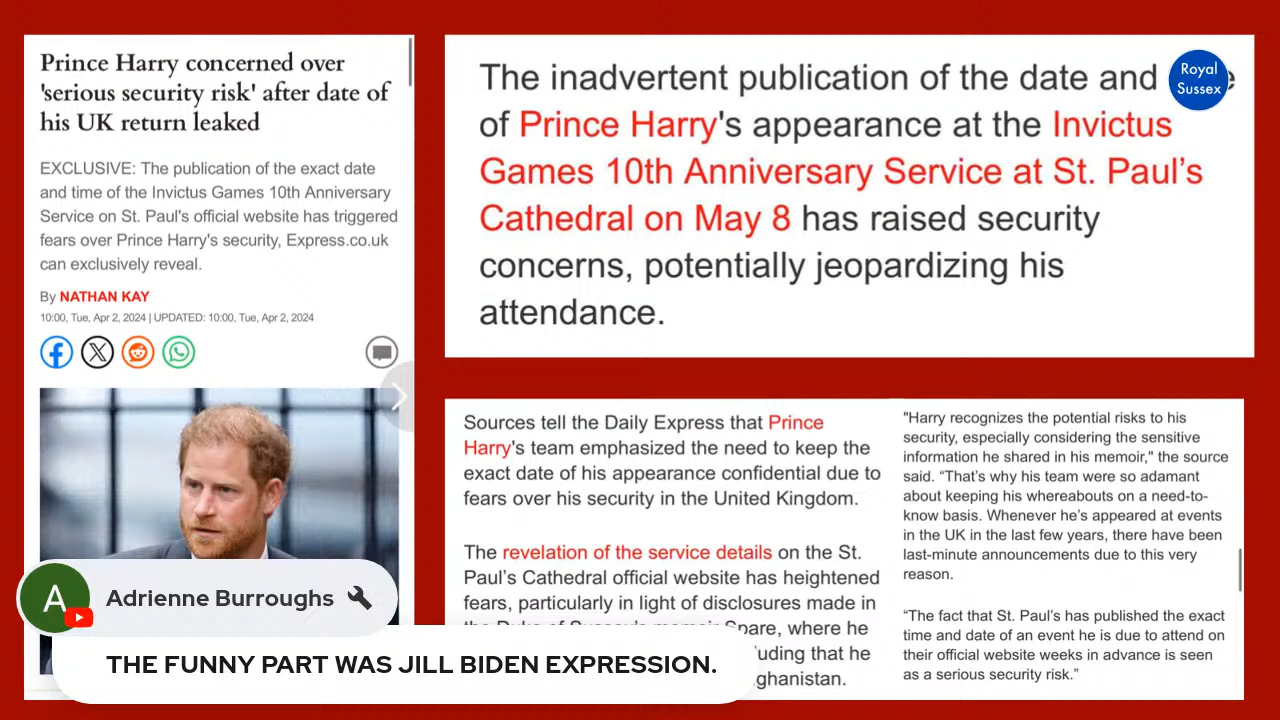 Prince Harry concerned over
'serious security risk' after date of
his UK return leaked
EXCLUSIVE: The publication of the exact date
and time of the Invictus Games 10th Anniversary
Service on St. Paul's official website has triggered
fears over Prince Harry's security, Express.co.uk
can exclusively reveal.
By NATHAN KAY
10:00, Tue, Apr 2, 2024 | UPDATED: 10:00, Tue, Apr 2, 2024
The inadvertent publication of the date and
of Prince Harry's appearance at the Invictus
Games 10th Anniversary Service at St. Paul's
Cathedral on May 8 has raised security
concerns, potentially jeopardizing his
attendance.
Royal
Sussex
Sources tell the Daily Express that Prince
Harry's team emphasized the need to keep the
exact date of his appearance confidential due to
fears over his security in the United Kingdom.
The revelation of the service details on the St.
Paul's Cathedral official website has heightened
fears, particularly in light of disclosures made in
Spare, where he
that he
"Harry recognizes the potential risks to his
security, especially considering the sensitive
information he shared in his memoir," the source
said. "That's why his team were so adamant
about keeping his whereabouts on a need-to-
know basis. Whenever he's appeared at events
in the UK in the last few years, there have been
last-minute announcements due to this very
reason.
"The fact that St. Paul's has published the exact
time and date of an event he is due to attend on
their official website weeks in advance is seen
as a serious security risk."
A
Adrienne Burroughs
THE FUNNY PART WAS JILL BIDEN EXPRESSION.